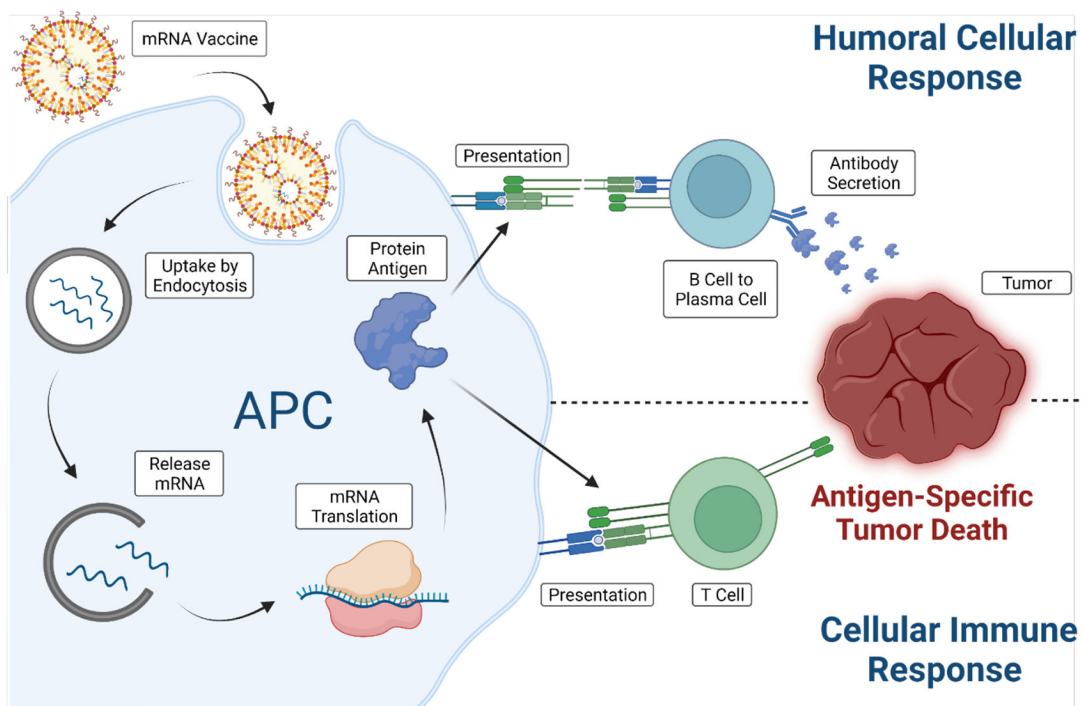 mRNA Vaccine
Humoral Cellular
Response
Presentation
Antibody
Secretion
Protein
Antigen
Uptake by
Endocytosis
B Cell to
Plasma Cell
Tumor
APC
Release
mRNA
mRNA
Translation
Antigen-Specific
Tumor Death
Presentation
T Cell
Cellular Immune
Response